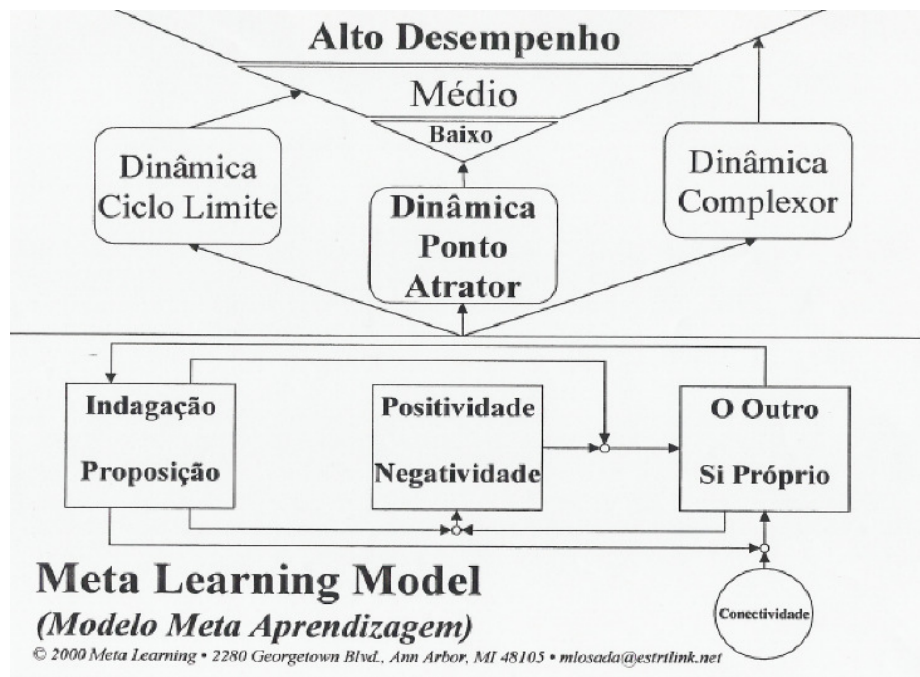 Alto Desempenho
Médio
Baixo
Dinâmica
Ciclo Limite
Dinâmica
Ponto
Atrator
Dinâmica
Complexor
Indagação
Proposição
Positividade
Negatividade
O Outro
Si Próprio
Conectividade
Meta Learning Model
(Modelo Meta Aprendizagem)
© 2000 Meta Learning • 2280 Georgetown Blvd., Ann Arbor, MI 48105 • mlosada@estrilink.net